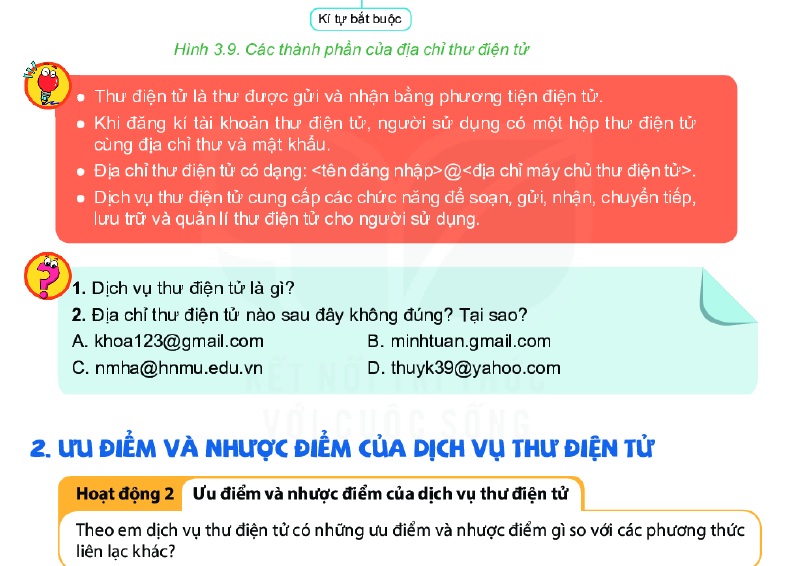 Kí tự bắt buộc
Hình 3.9. Các thành phần của địa chỉ thư điện tử
• Thư điện tử là thư được gửi và nhận bằng phương tiện điện tử.
• Khi đăng kí tài khoản thư điện tử, người sử dụng có một hộp thư điện tử
cùng địa chỉ thư và mật khẩu.
• Địa chỉ thư điện tử có dạng: <tên đăng nhập>@<địa chỉ máy chủ thư điện tử>.
• Dịch vụ thư điện tử cung cấp các chức năng để soạn, gửi, nhận, chuyển tiếp,
lưu trữ và quản lí thư điện tử cho người sử dụng.
1. Dịch vụ thư điện tử là gì?
2. Địa chỉ thư điện tử nào sau đây không đúng? Tại sao?
A. khoa123@gmail.com B. minhtuan.gmail.com
C. nmha@hnmu.edu.vn D. thuyk39@yahoo.com
KẾT NỐI TRI THỨC
VỚI CUỘC SỐNG
2. ƯU ĐIỂM VÀ NHƯỢC ĐIỂM CỦA DỊCH VỤ THƯ ĐIỆN TỬ
Hoạt động 2 Ưu điểm và nhược điểm của dịch vụ thư điện tử
Theo em dịch vụ thư điện tử có những ưu điểm và nhược điểm gì so với các phương thức
liên lạc khác?